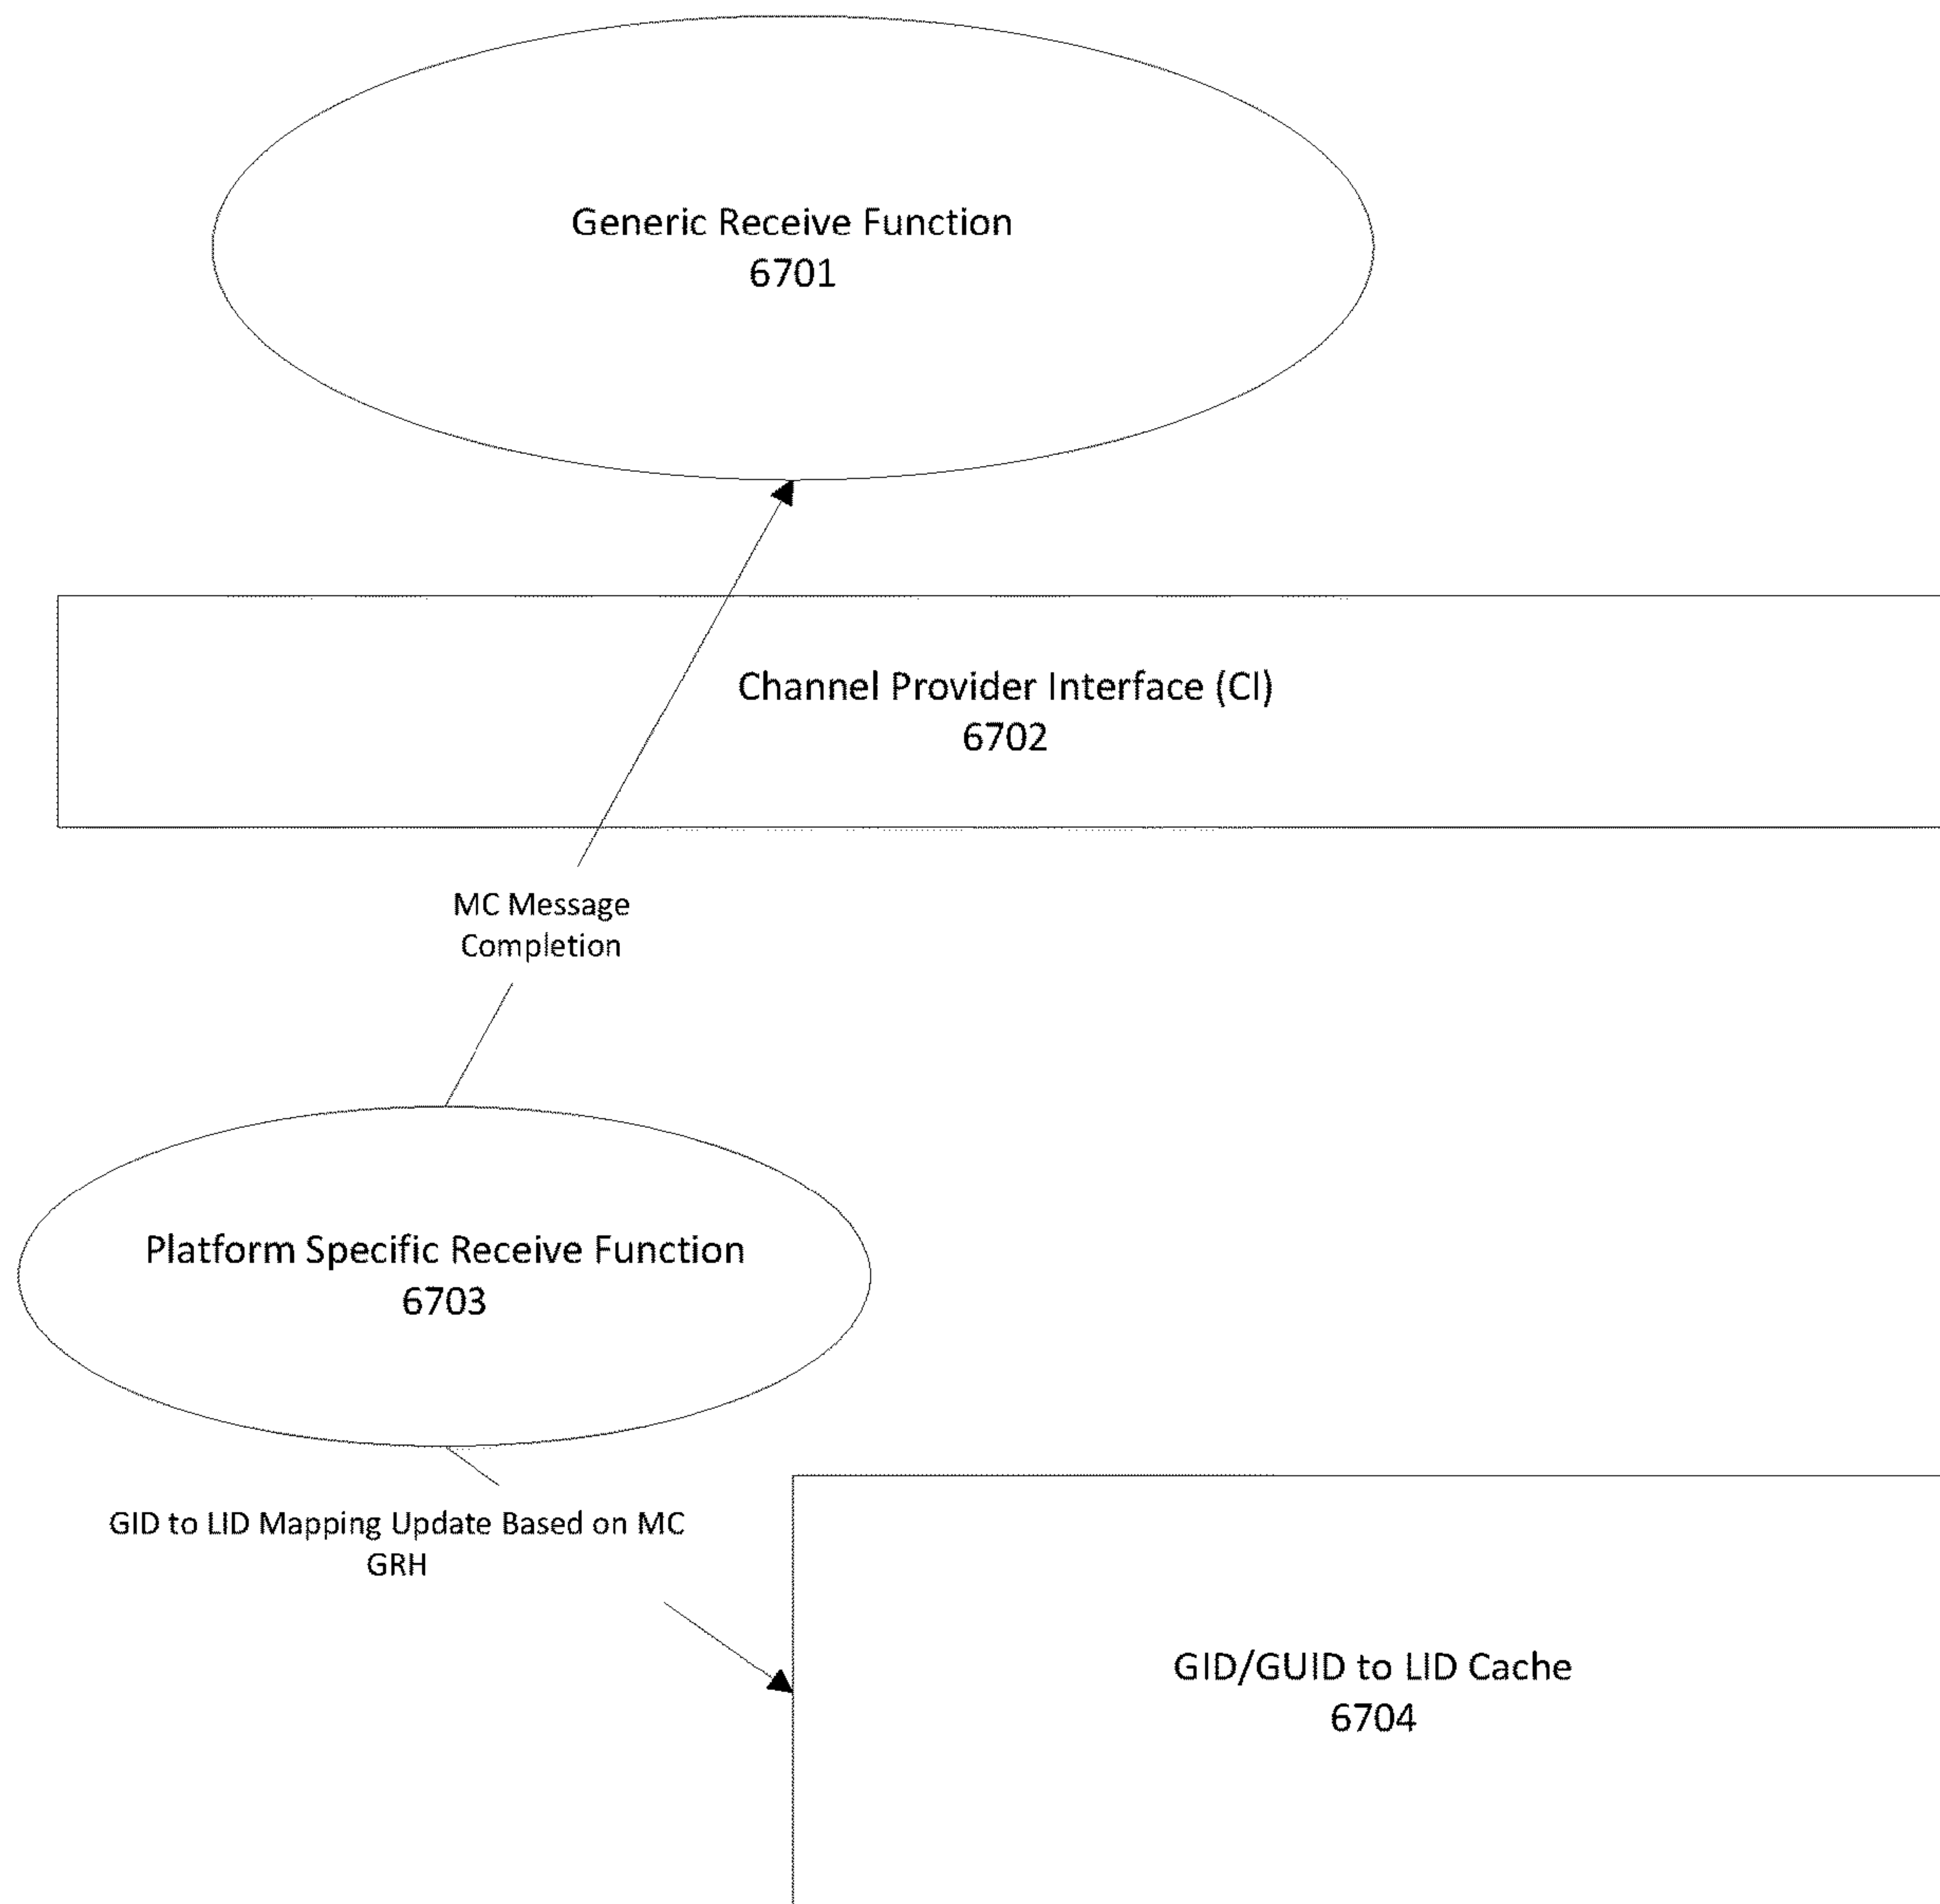 Generic Receive Function
6701
Channel Provider Interface (CI)
6702
MC Message
Completion
Platform Specific Receive Function
6703
GID to LID Mapping Update Based on MC
GRH
GID/GUID to LID Cache
6704